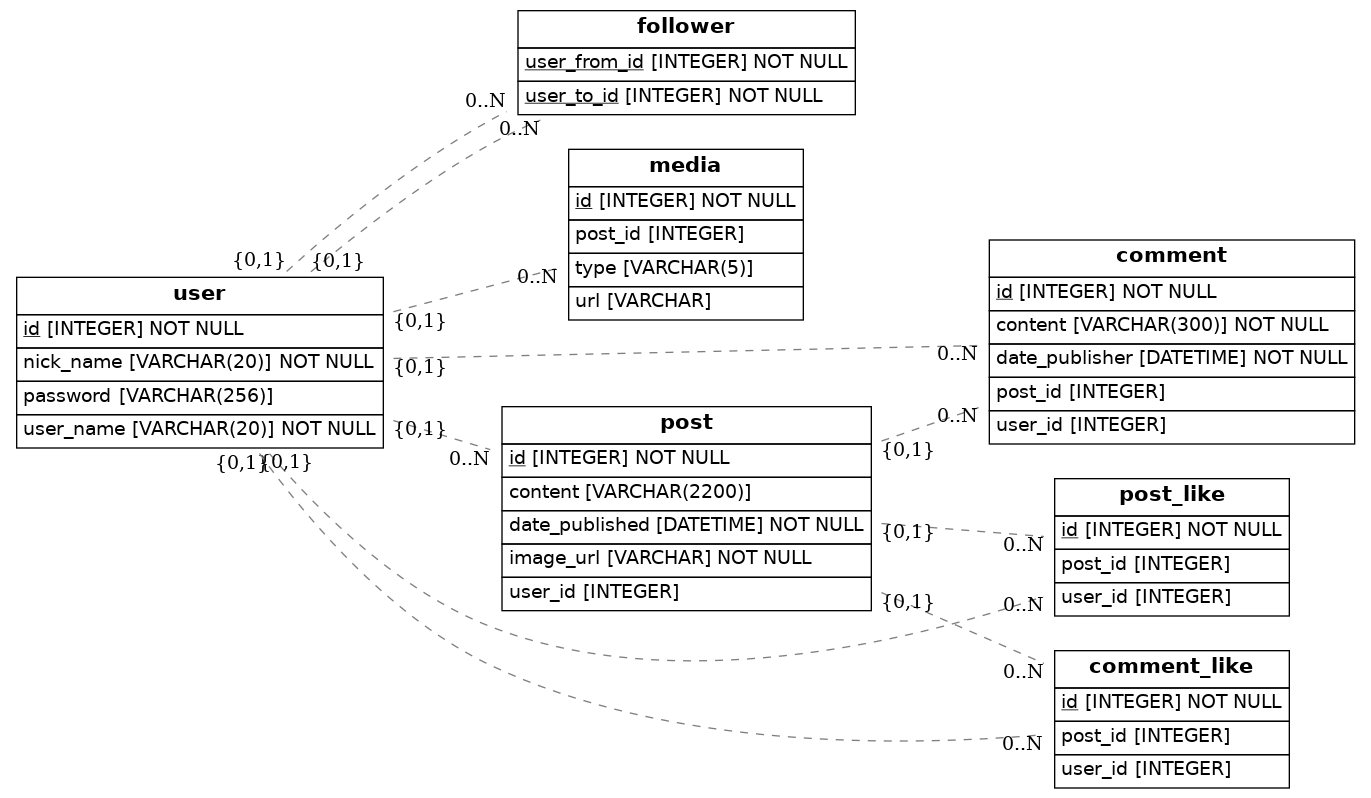 follower
user_from_id [INTEGER] NOT NULL
user_to_id [INTEGER] NOT NULL
0..N
0..N
media
id [INTEGER] NOT NULL
post_id [INTEGER]
type [VARCHAR(5)]
url [VARCHAR]
0..N
{0,1}
{0,1}
user
id [INTEGER] NOT NULL
nick_name [VARCHAR(20)] NOT NULL
password [VARCHAR(256)]
user_name [VARCHAR(20)] NOT NULL
{0,1}
{0,1}
{0,1}
{0,1}
{0,1}
comment
id [INTEGER] NOT NULL
content [VARCHAR(300)] NOT NULL
date_publisher [DATETIME] NOT NULL
post_id [INTEGER]
user_id [INTEGER]
0..N
0..N
0..N
post
id [INTEGER] NOT NULL
content [VARCHAR(2200)]
date_published [DATETIME] NOT NULL
image_url [VARCHAR] NOT NULL
user_id [INTEGER]
{0,1}
{0,1}
{0,1}
post_like
id [INTEGER] NOT NULL
post_id [INTEGER]
user_id [INTEGER]
0..N
0..N
comment_like
id [INTEGER] NOT NULL
post_id [INTEGER]
user_id [INTEGER]
0..N
0..N